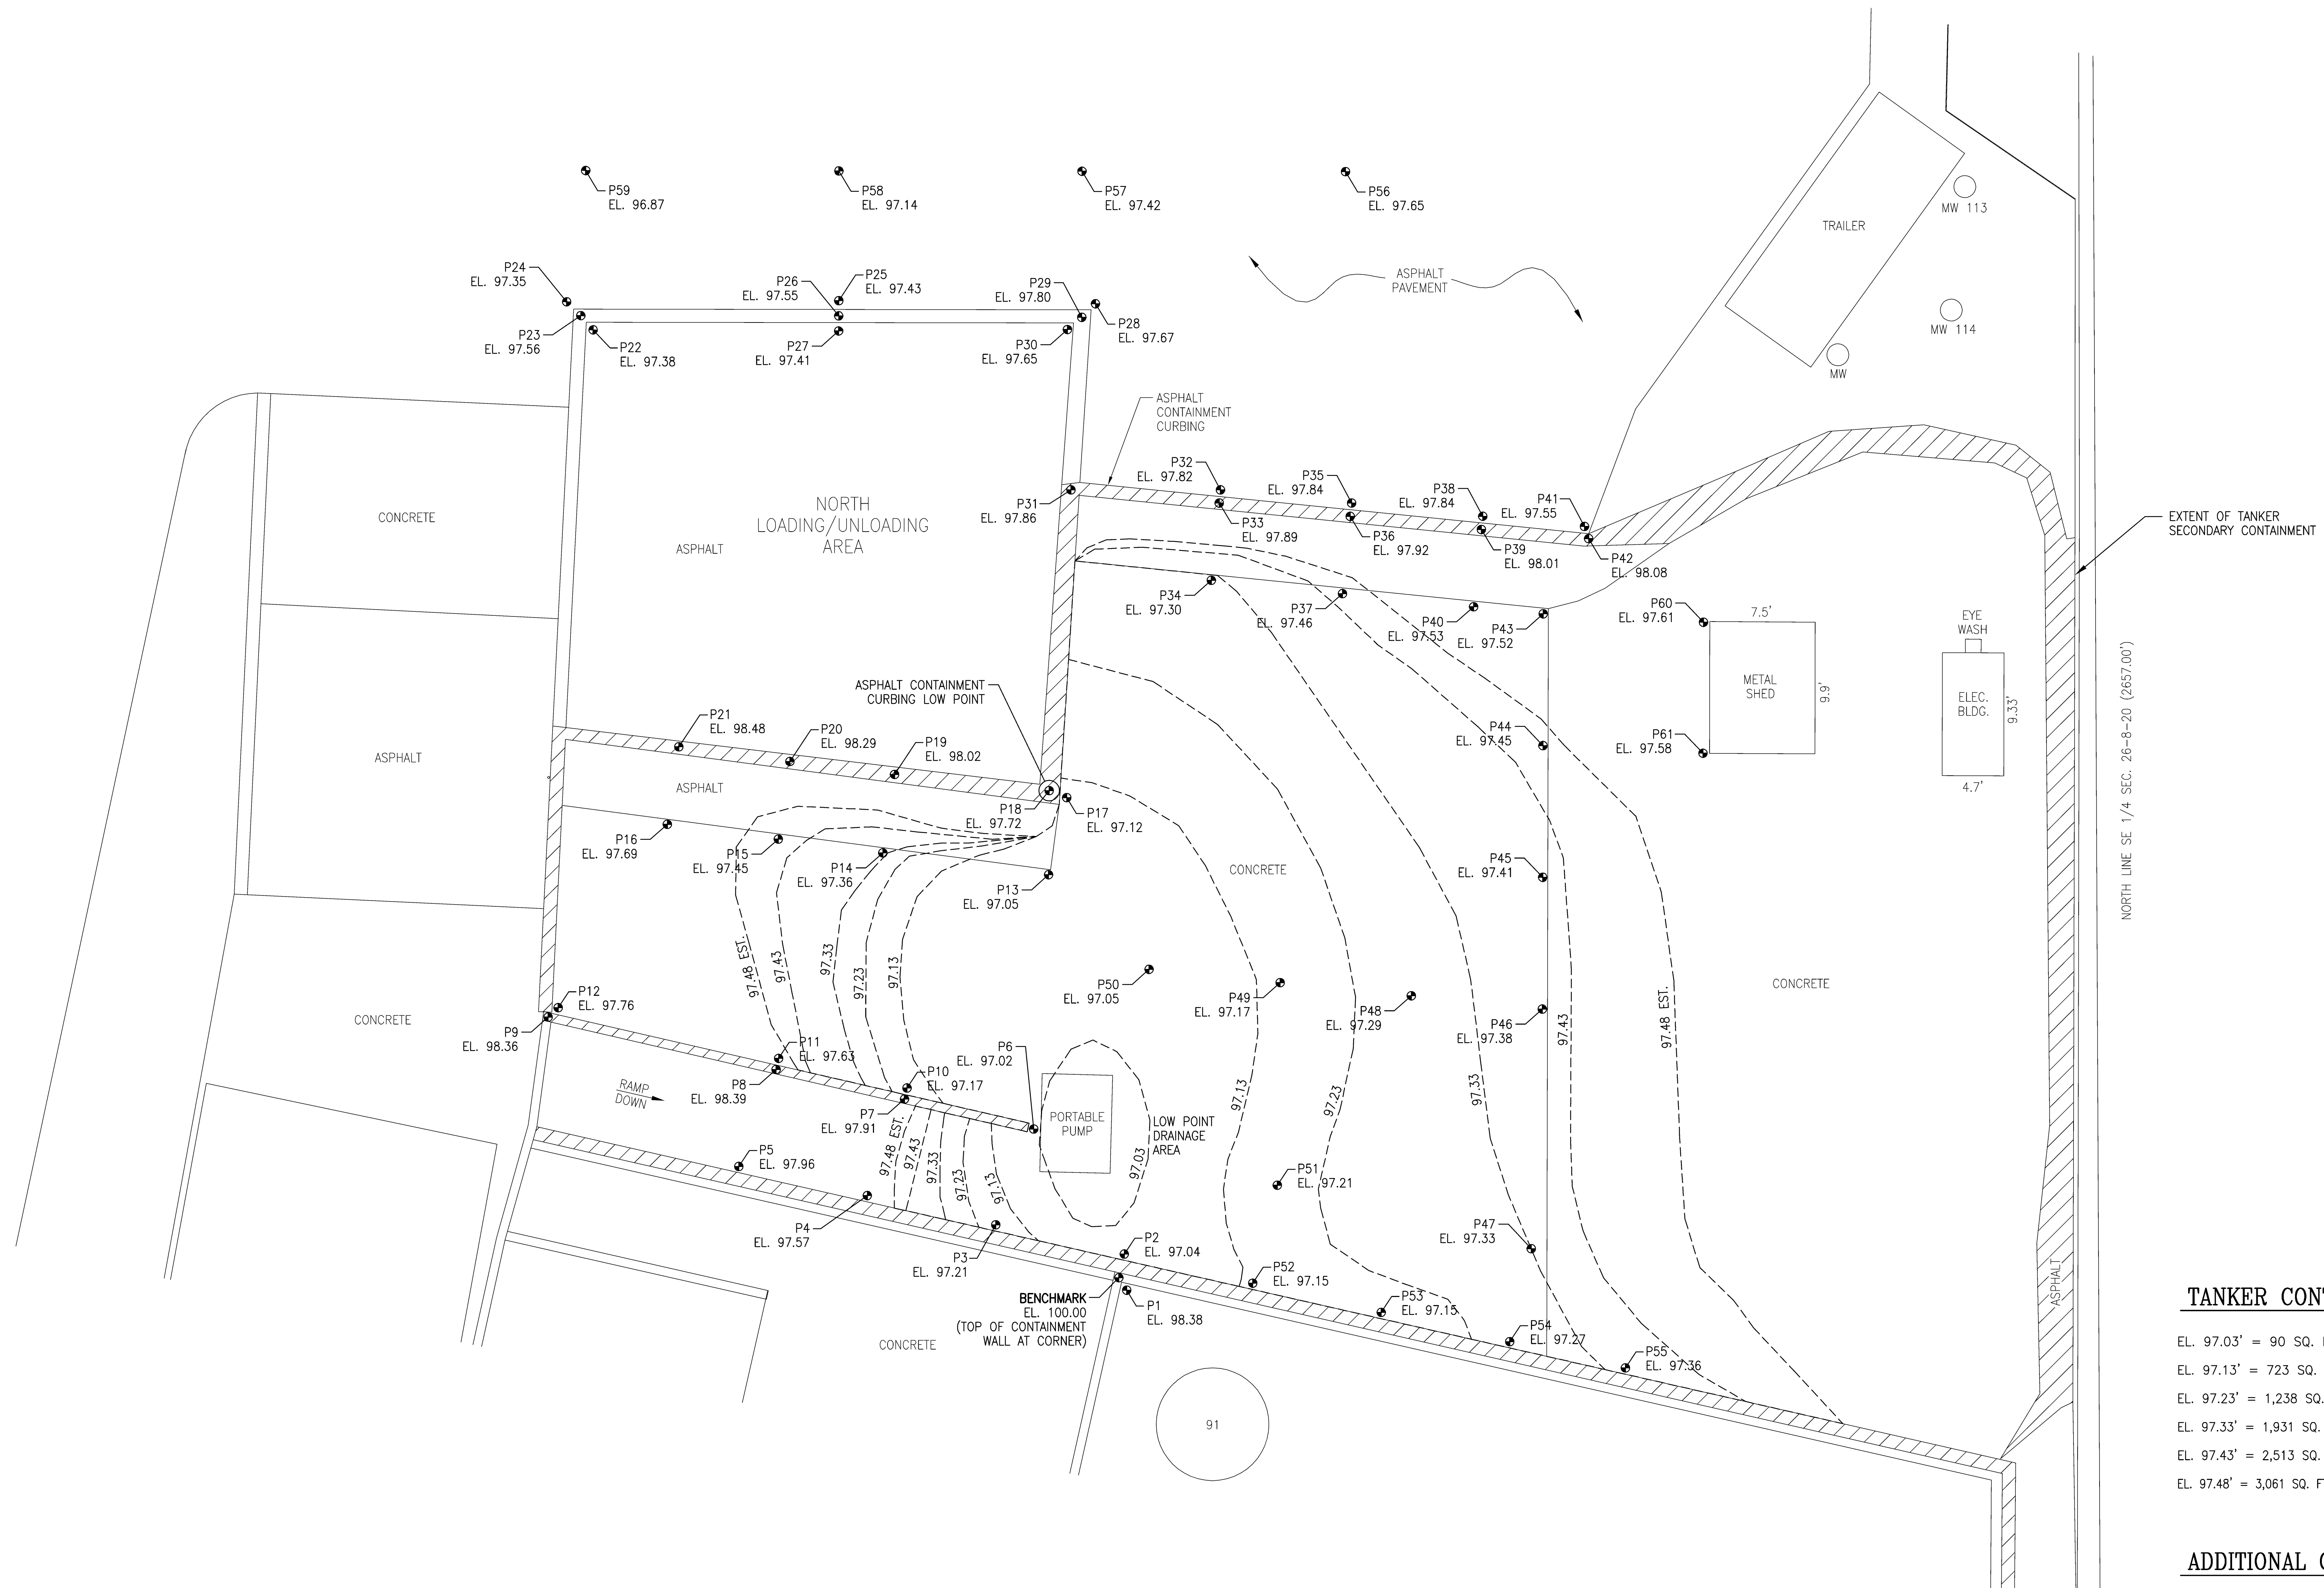 P59
EL. 96.87
P58
EL. 97.14
P57
EL. 97.42
P56
EL. 97.65
MW 113
TRAILER
MW 114
MW
P24
EL. 97.35
P25
EL. 97.43
P26
EL. 97.55
P29
EL. 97.80
ASPHALT
PAVEMENT
P23
EL. 97.56
P22
EL. 97.38
P27
EL. 97.41
P30
EL. 97.65
P28
EL. 97.67
ASPHALT
CONTAINMENT
CURBING
P32
EL. 97.82
P35
EL. 97.84
P38
EL. 97.84
P41
EL. 97.55
P31
EL. 97.86
P33
EL. 97.89
P36
EL. 97.92
P39
EL. 98.01
P42
EL. 98.08
CONCRETE
NORTH
LOADING/UNLOADING
AREA
ASPHALT
EXTENT OF TANKER
SECONDARY CONTAINMENT
P34
EL. 97.30
P37
EL. 97.46
P40
EL. 97.53
P43
EL. 97.52
P60
EL. 97.61
7.5'
EYE
WASH
METAL
SHED
9.9'
ELEC.
BLDG.
9.33'
4.7'
NORTH LINE SE 1/4 SEC. 26-8-20 (2657.00')
ASPHALT CONTAINMENT
CURBING LOW POINT
P21
EL. 98.48
P20
EL. 98.29
P19
EL. 98.02
P44
EL. 97.45
P61
EL. 97.58
ASPHALT
ASPHALT
P18
EL. 97.72
P17
EL. 97.12
P16
EL. 97.69
P15
EL. 97.45
P14
EL. 97.36
P13
EL. 97.05
CONCRETE
P45
EL. 97.41
97.48 EST.
97.43
97.33
97.23
97.13
P50
EL. 97.05
P49
EL. 97.17
P48
EL. 97.29
P46
EL. 97.38
97.43
97.48 EST.
CONCRETE
CONCRETE
P12
EL. 97.76
P9
EL. 98.36
P11
EL. 97.63
P6
EL. 97.02
P10
EL. 97.17
RAMP
DOWN
P8
EL. 98.39
P7
EL. 97.91
PORTABLE
PUMP
LOW POINT
DRAINAGE
AREA
97.03
97.13
97.23
97.33
97.48 EST.
97.43
97.33
97.23
97.13
P5
EL. 97.96
P51
EL. 97.21
P4
EL. 97.57
P3
EL. 97.21
P2
EL. 97.04
P47
EL. 97.33
P52
EL. 97.15
BENCHMARK
EL. 100.00
(TOP OF CONTAINMENT
WALL AT CORNER)
P1
EL. 98.38
P53
EL. 97.15
P54
EL. 97.27
P55
EL. 97.36
CONCRETE
91
ASPHALT
TANKER CON
EL. 97.03' = 90 SQ.
EL. 97.13' = 723 SQ.
EL. 97.23' = 1,238 SQ.
EL. 97.33' = 1,931 SQ.
EL. 97.43' = 2,513 SQ.
EL. 97.48' = 3,061 SQ. F
ADDITIONAL